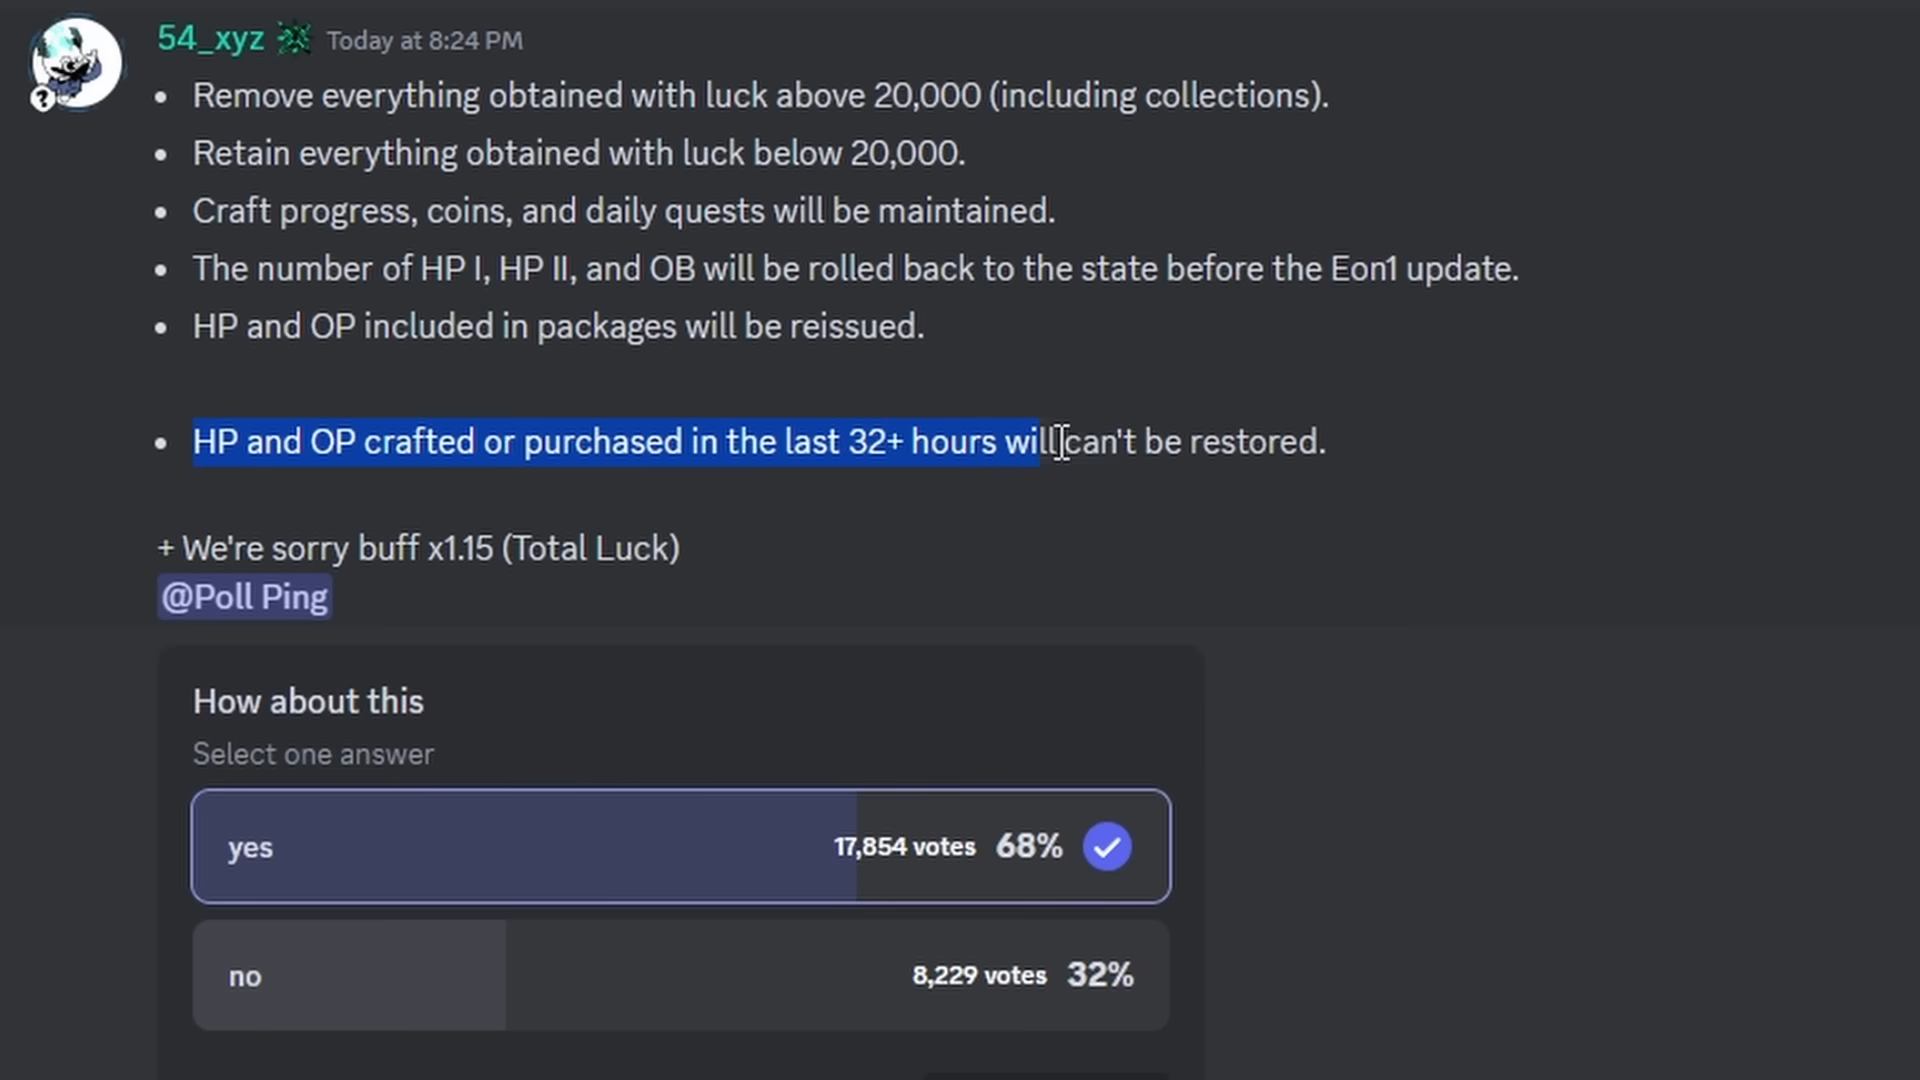 54_xyz Today at 8:24 PM
• Remove everything obtained with luck above 20,000 (including collections).
• Retain everything obtained with luck below 20,000.
• Craft progress, coins, and daily quests will be maintained.
• The number of HP I, HP II, and OB will be rolled back to the state before the Eon1 update.
• HP and OP included in packages will be reissued.
• HP and OP crafted or purchased in the last 32+ hours will can't be restored.
+ We're sorry buff x1.15 (Total Luck)
@Poll Ping
How about this
Select one answer
yes 17,854 votes 68%
no 8,229 votes 32%